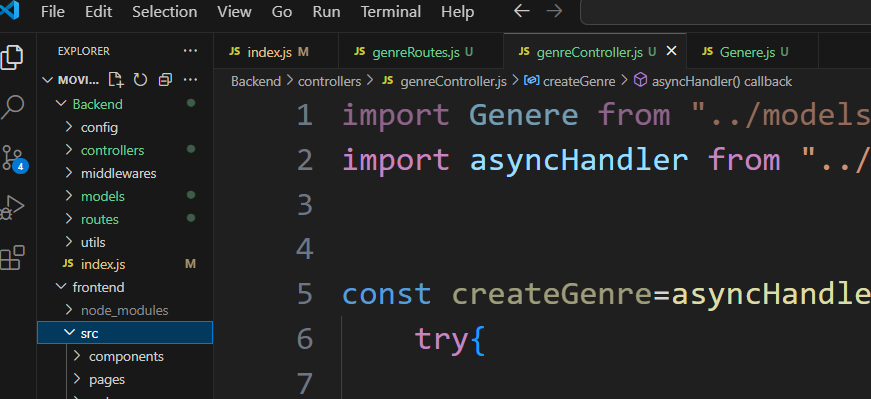 File Edit Selection View Go Run Terminal Help
EXPLORER
JS index.js M
JS genreRoutes.js U
JS genreController.js U
JS Genere.js U
MOVI...
Backend > controllers > JS genreController.js > createGenre > asyncHandler() callback
Backend
config
controllers
middlewares
models
routes
utils
JS index.js M
frontend
node_modules
src
components
pages
4
1 import Genere from "../models
2 import asyncHandler from "../
3
4
5 const createGenre=asyncHandle
6 try{
7